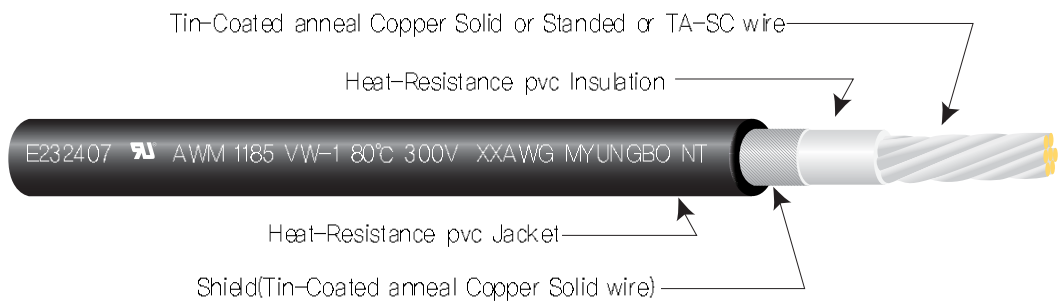 Tin-Coated anneal Copper Solid or Standed or TA-SC wire
Heat-Resistance pvc Insulation
E232407 RU AWM 1185 VW-1 80℃ 300V XXAWG MYUNGBO NT
Heat-Resistance pvc Jacket
Shield(Tin-Coated anneal Copper Solid wire)